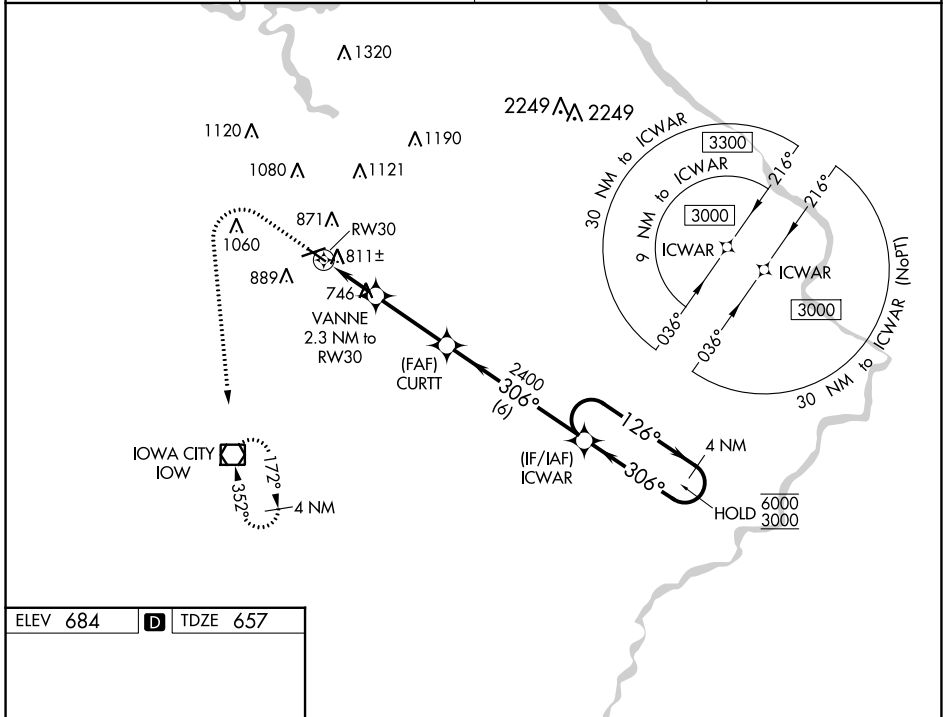 1320
2249 2249
1120
1190
1080
1121
30 NM to ICWAR
3300
9 NM to ICWAR
3000
216°
216°
ICWAR
ICWAR
3000
036°
036°
30 NM to ICWAR (NoPT)
871
RW30
1060
811±
889
746
VANNE
2.3 NM to
RW30
(FAF)
CURTT
2400
306°
(6)
126°
4 NM
(IF/IAF)
ICWAR
306°
HOLD
6000
3000
IOWA CITY
IOW
172°
352°
4 NM
ELEV 684 D TDZE 657